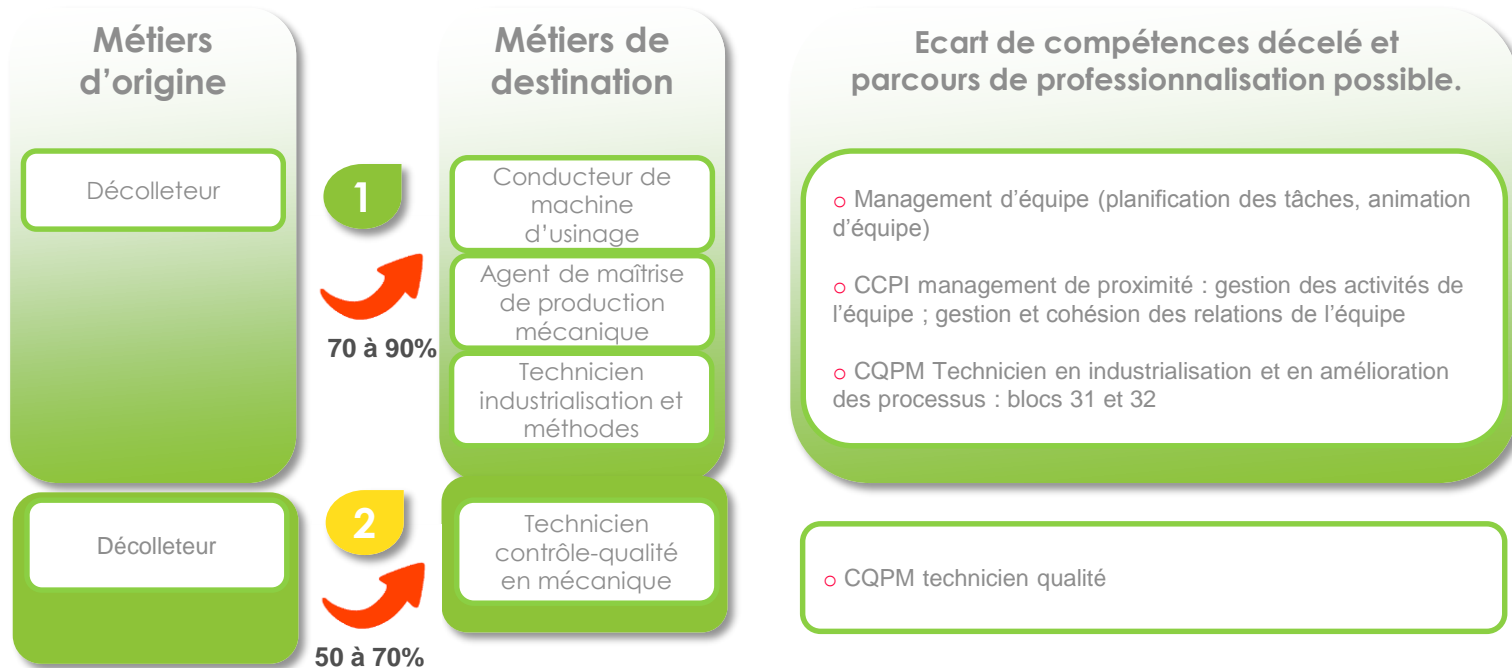 Métiers
d'origine
Métiers de
destination
Ecart de compétences décelé et
parcours de professionnalisation possible.
Décolleteur
1
70 à 90%
Conducteur de
machine
d'usinage
Agent de maîtrise
de production
mécanique
Technicien
industrialisation et
méthodes
o Management d'équipe (planification des tâches, animation
d'équipe)
o CCPI management de proximité : gestion des activités de
l'équipe ; gestion et cohésion des relations de l'équipe
o CQPM Technicien en industrialisation et en amélioration
des processus : blocs 31 et 32
Décolleteur
2
50 à 70%
Technicien
contrôle-qualité
en mécanique
o CQPM technicien qualité